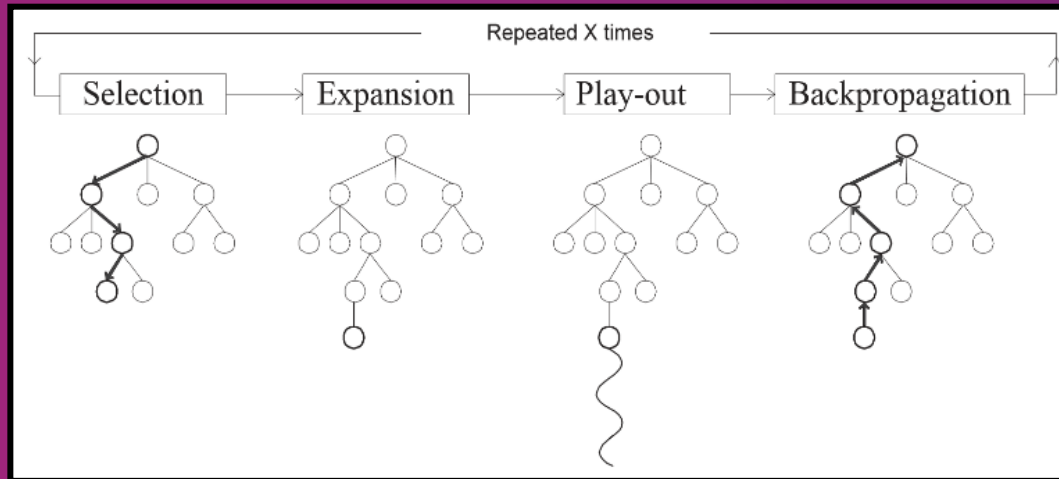 Repeated X times
Selection
Expansion
Play-out
Backpropagation